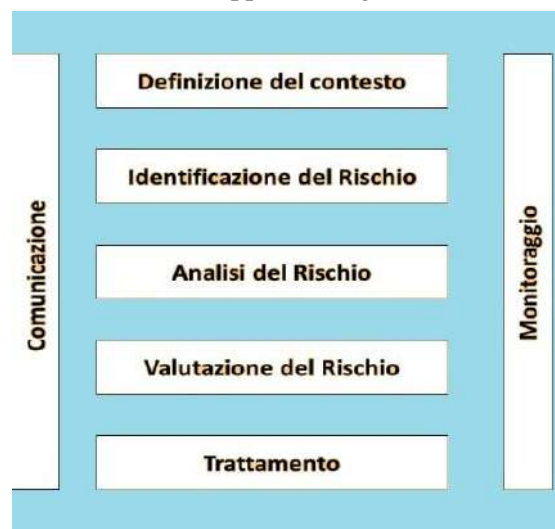 Comunicazione
Definizione del contesto
Identificazione del Rischio
Analisi del Rischio
Valutazione del Rischio
Trattamento
Monitoraggio